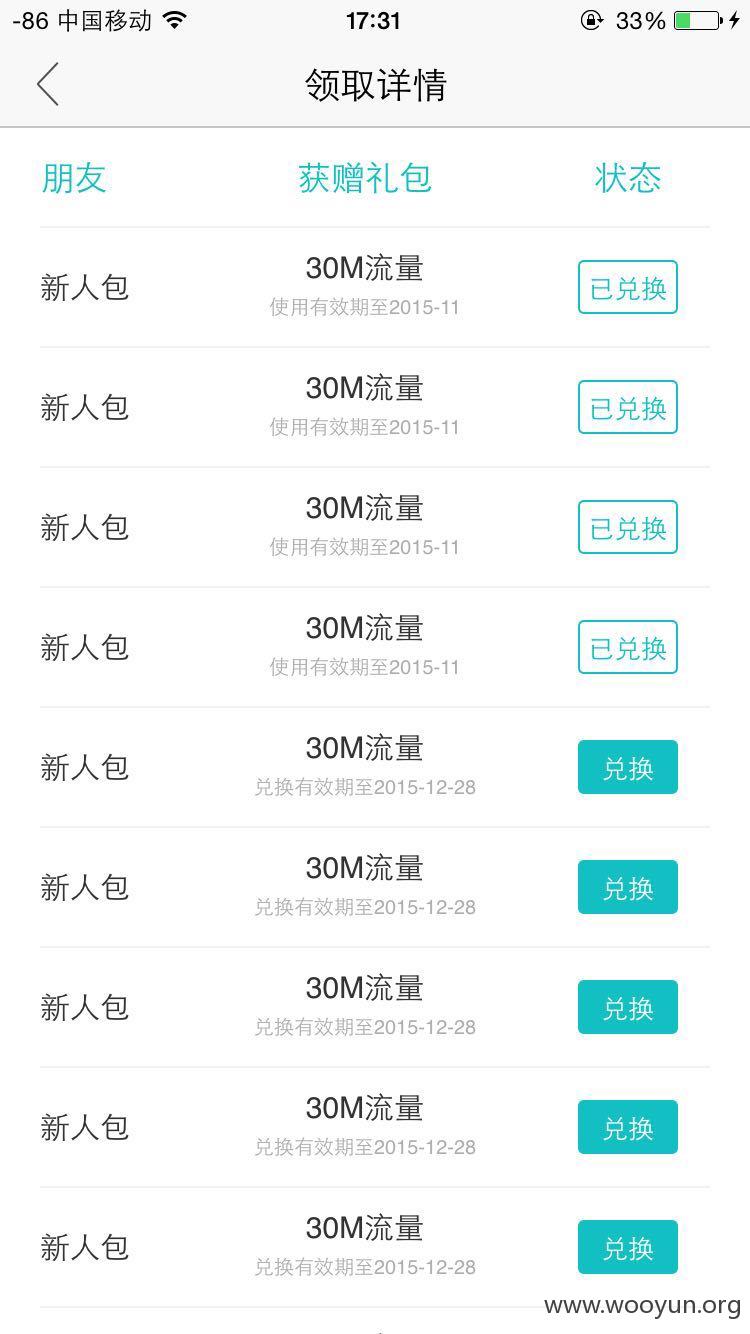 -86 中国移动 17:31 33%
领取详情
朋友 获赠礼包 状态
新人包 30M流量 已兑换
使用有效期至2015-11
新人包 30M流量 已兑换
使用有效期至2015-11
新人包 30M流量 已兑换
使用有效期至2015-11
新人包 30M流量 已兑换
使用有效期至2015-11
新人包 30M流量 兑换
兑换有效期至2015-12-28
新人包 30M流量 兑换
兑换有效期至2015-12-28
新人包 30M流量 兑换
兑换有效期至2015-12-28
新人包 30M流量 兑换
兑换有效期至2015-12-28
新人包 30M流量 兑换
兑换有效期至2015-12-28
www.wooyun.org